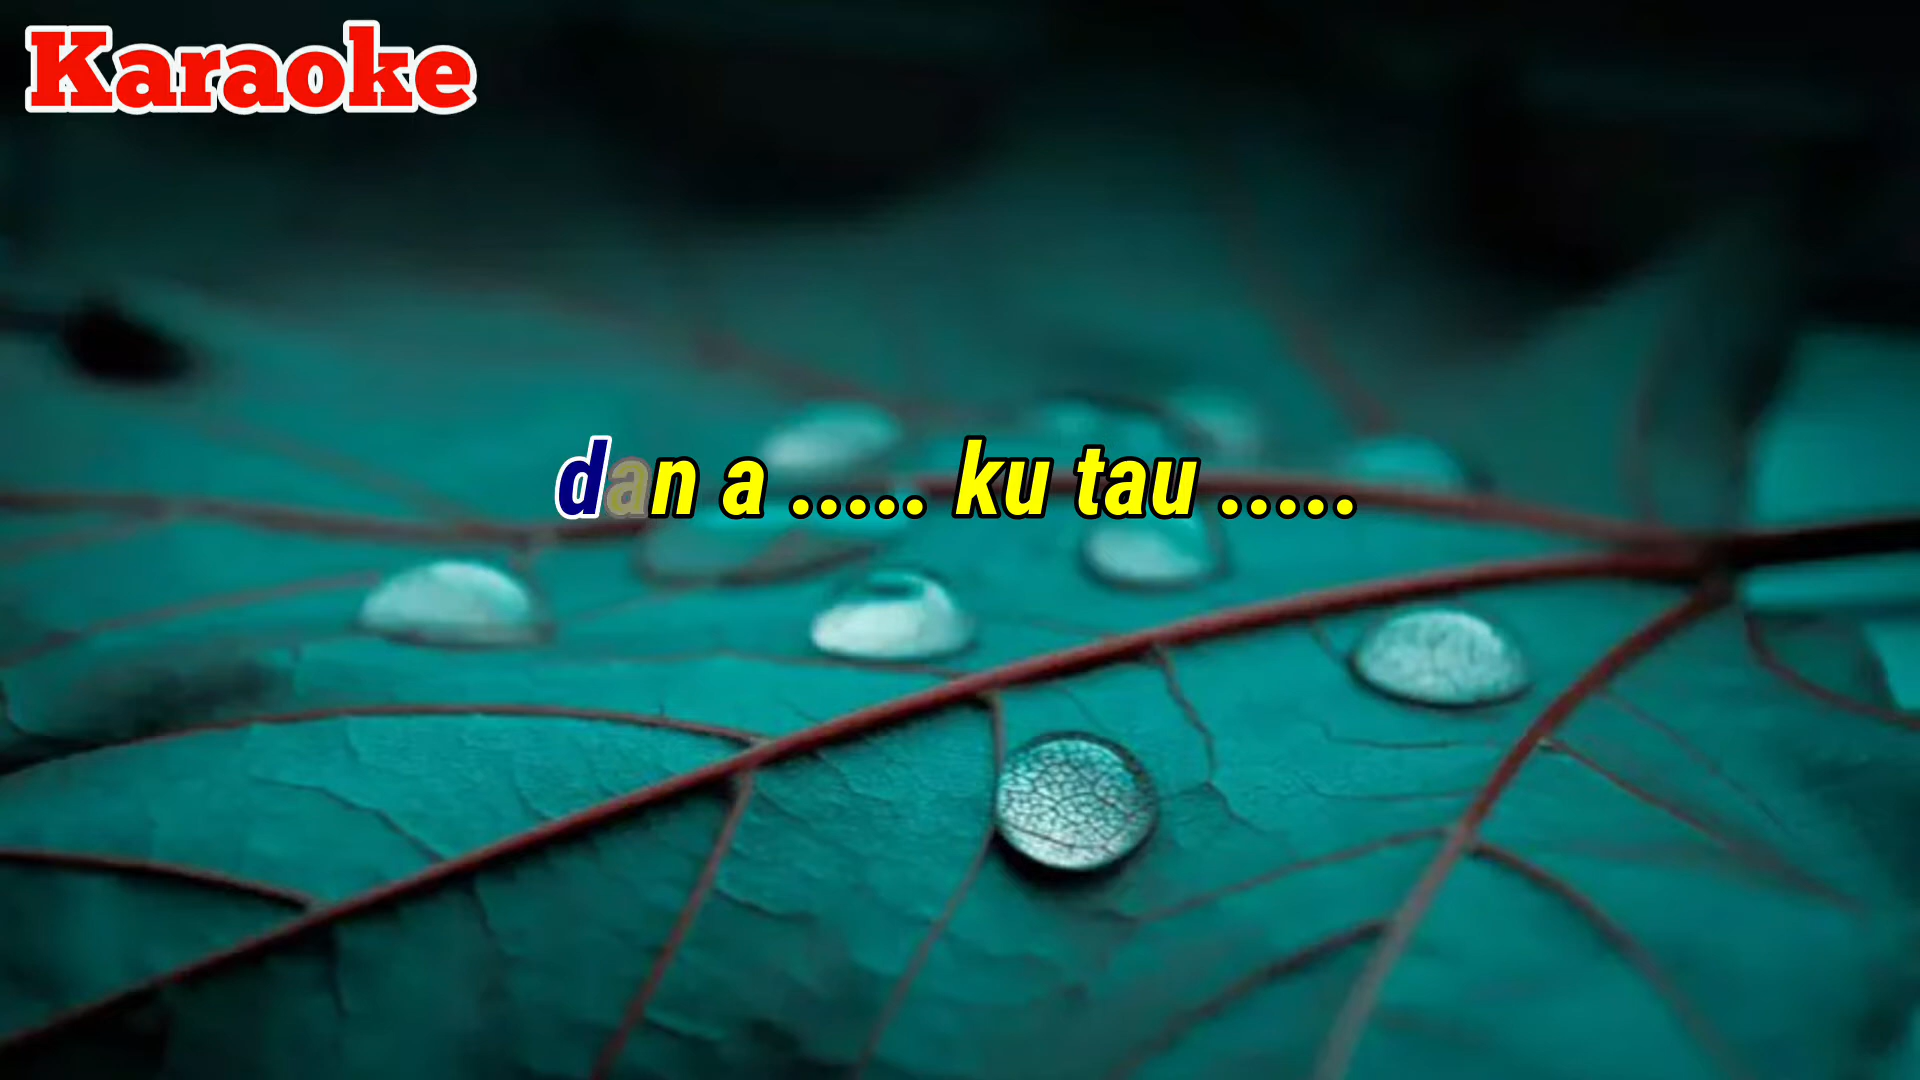 Karaoke
dan a ..... ku tau .....